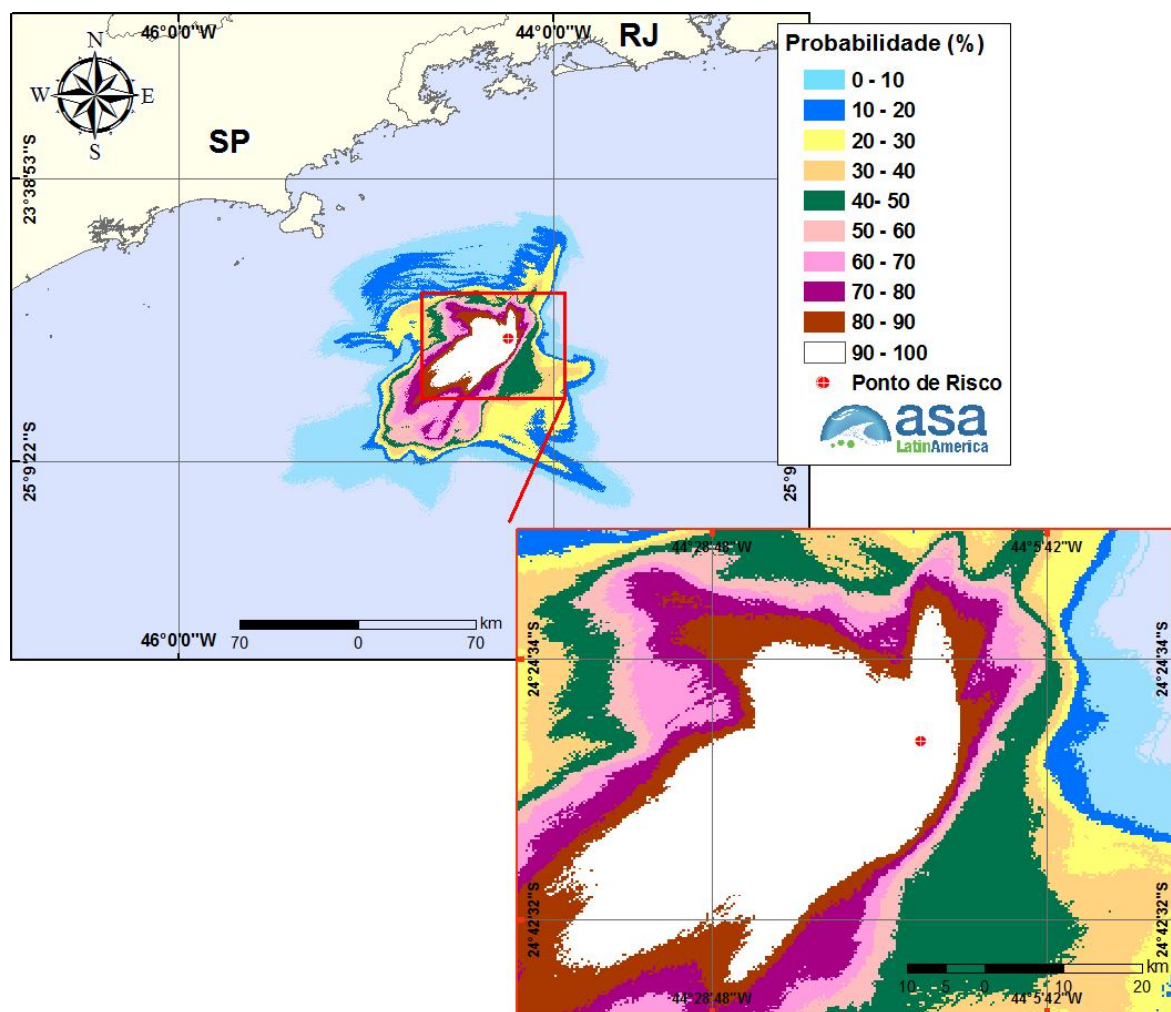 46°0'0"W
44°0'0"W
RJ
N
W
E
S
SP
23°38'53"S
25°9'22"S
25°9
46°0'0"W
70
0
70
km
Probabilidade (%)
0 - 10
10 - 20
20 - 30
30 - 40
40- 50
50 - 60
60 - 70
70 - 80
80 - 90
90 - 100
Ponto de Risco
asa
LatinAmerica
44°28'48"W
44°5'42"W
24°24'34"S
24°24'34"S
24°42'32"S
24°42'32"S
km
10
5
0
10
20
44°28'48"W
44°5'42"W